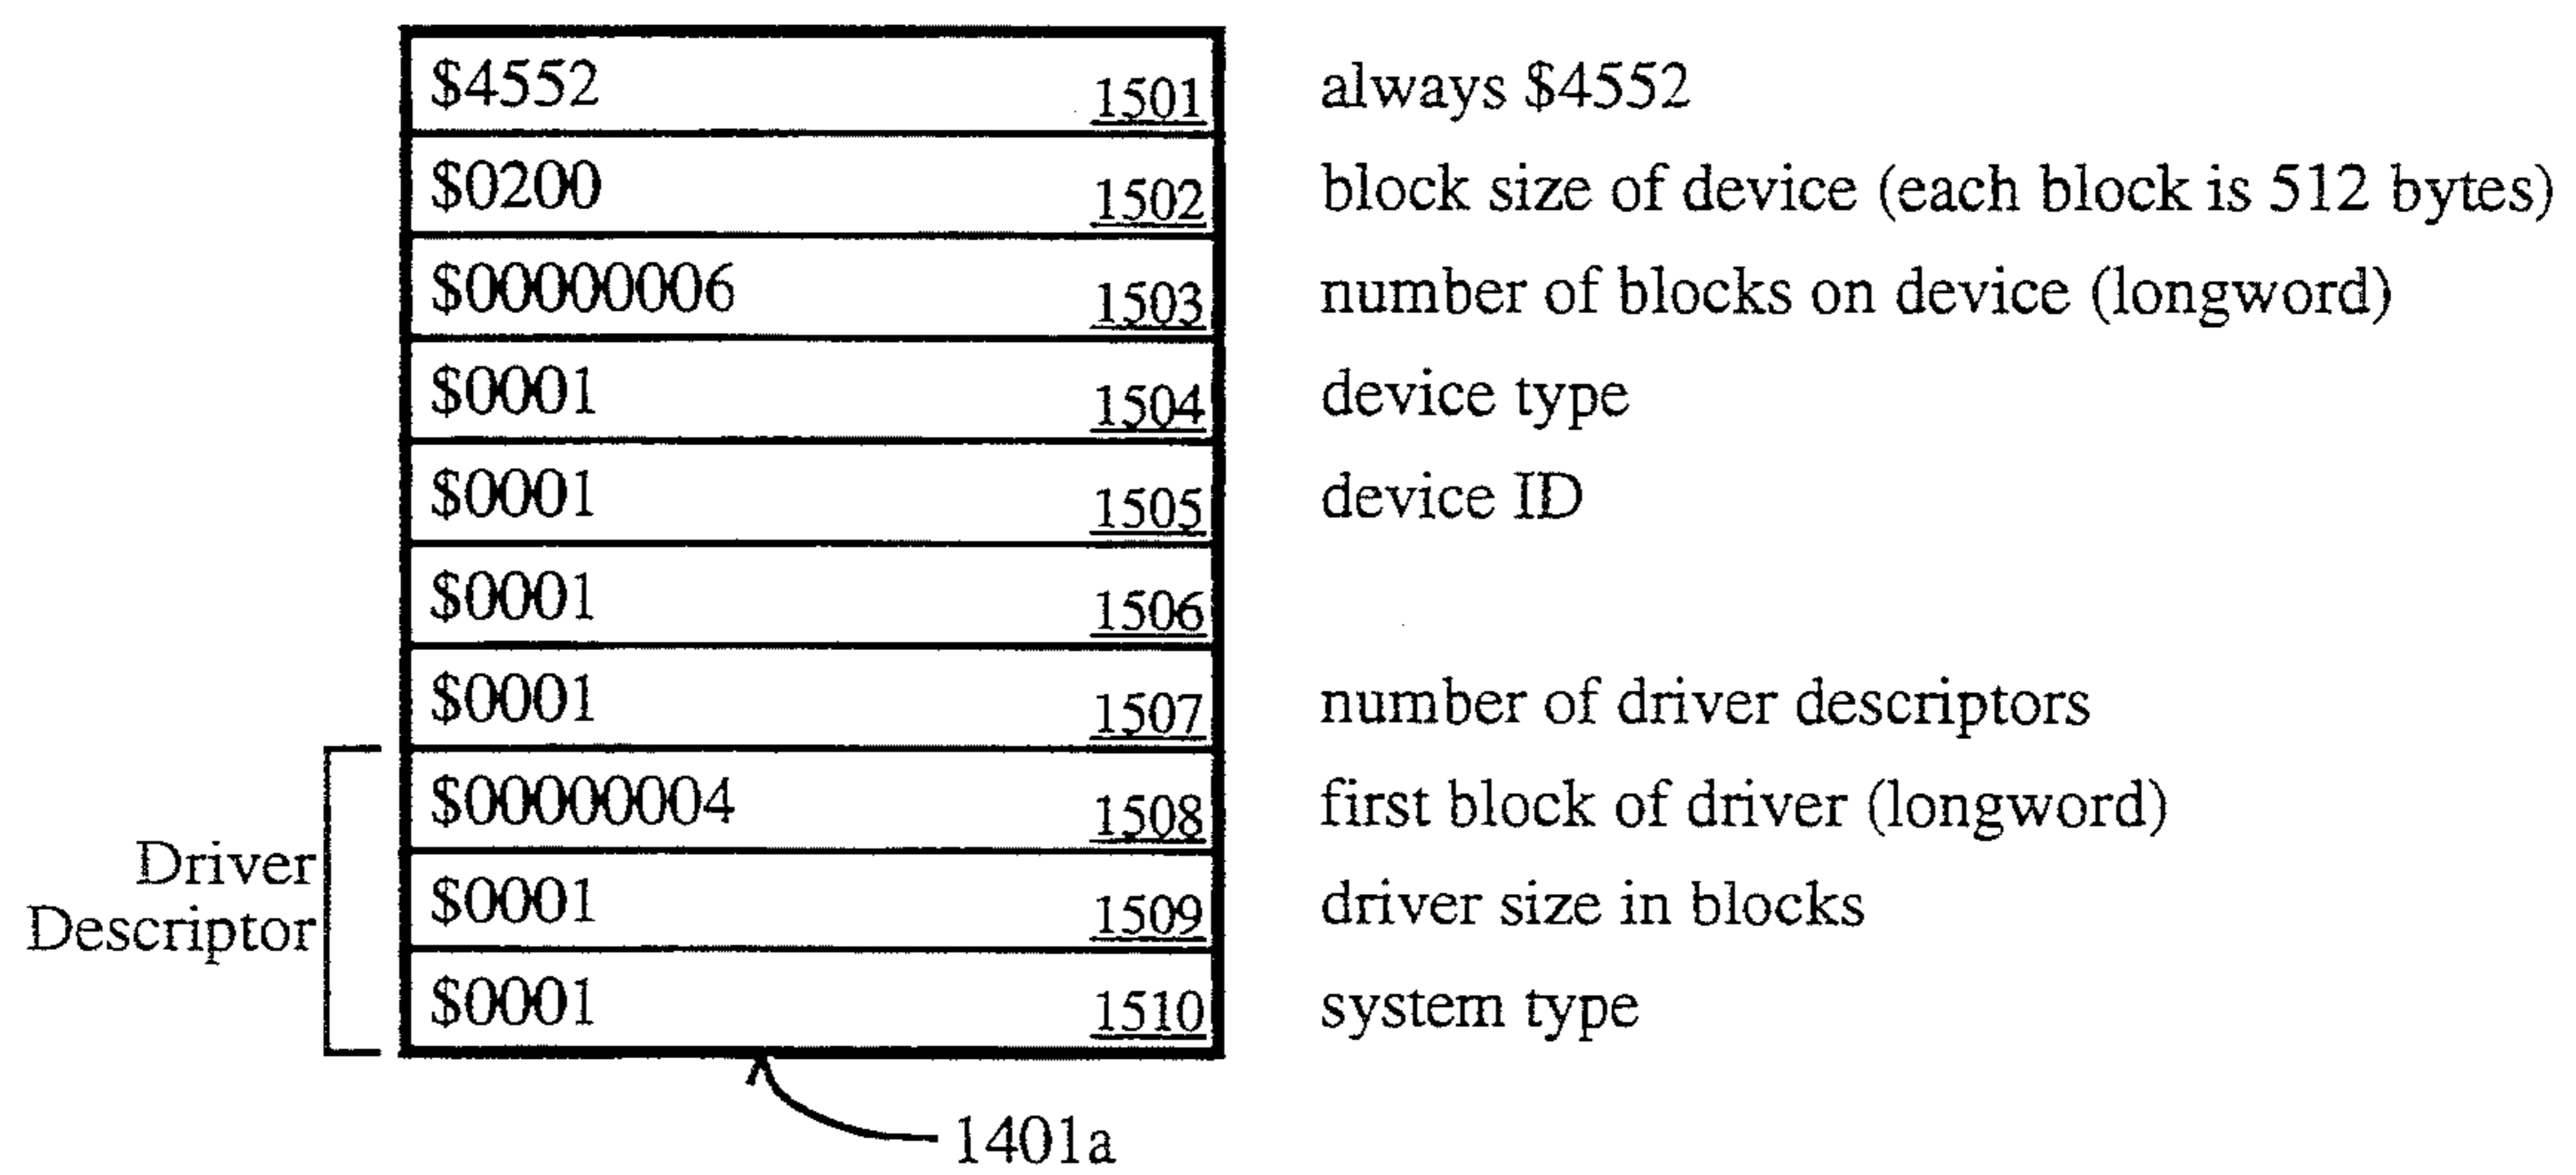 $4552 1501 always $4552
$0200 1502 block size of device (each block is 512 bytes)
$00000006 1503 number of blocks on device (longword)
$0001 1504 device type
$0001 1505 device ID
$0001 1506
$0001 1507 number of driver descriptors
$00000004 1508 first block of driver (longword)
Driver
Descriptor
$0001 1509 driver size in blocks
$0001 1510 system type
1401a